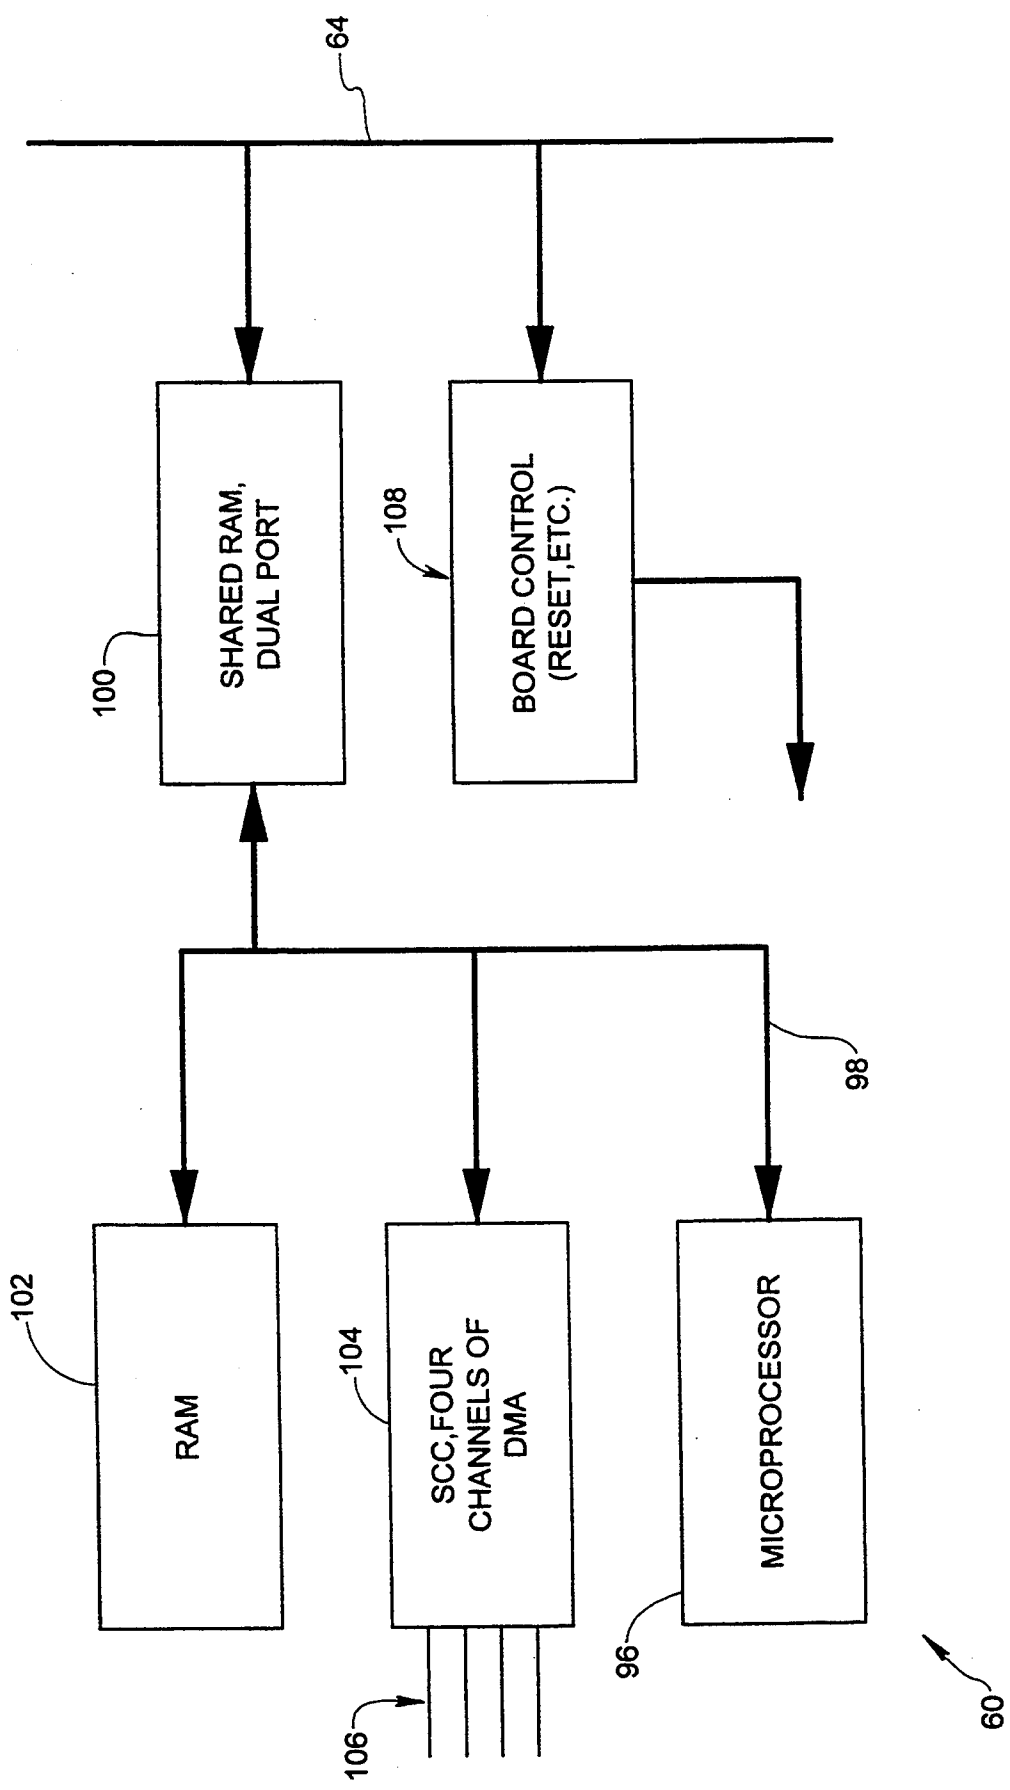 102
RAM
100
SHARED RAM,
DUAL PORT
64
106
104
SCC,FOUR
CHANNELS OF
DMA
108
BOARD CONTROL
(RESET,ETC.)
96
MICROPROCESSOR
98
60